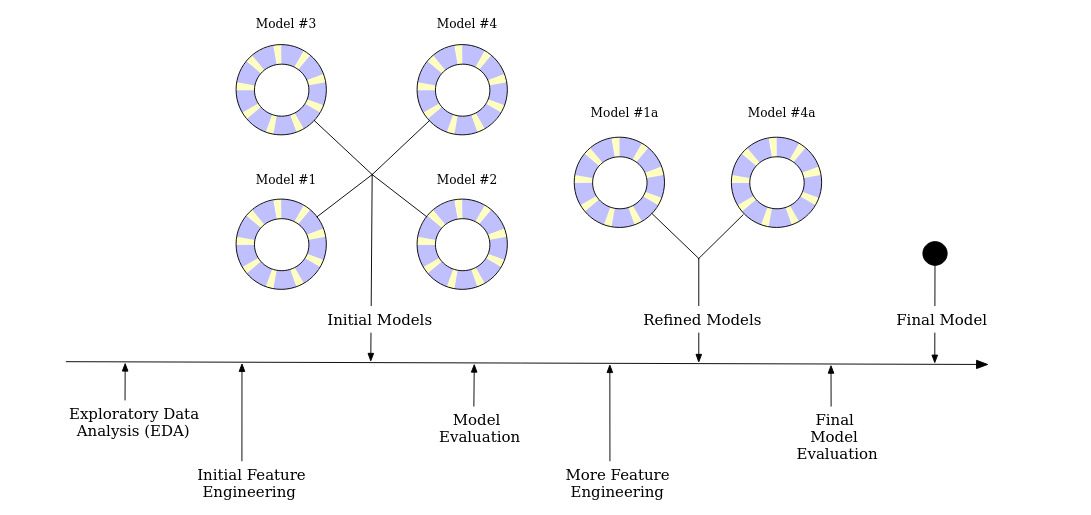 Model #3
Model #4
Model #1a
Model #4a
Model #1
Model #2
Initial Models
Refined Models
Final Model
Exploratory Data
Analysis (EDA)
Model
Evaluation
Final
Model
Evaluation
Initial Feature
Engineering
More Feature
Engineering